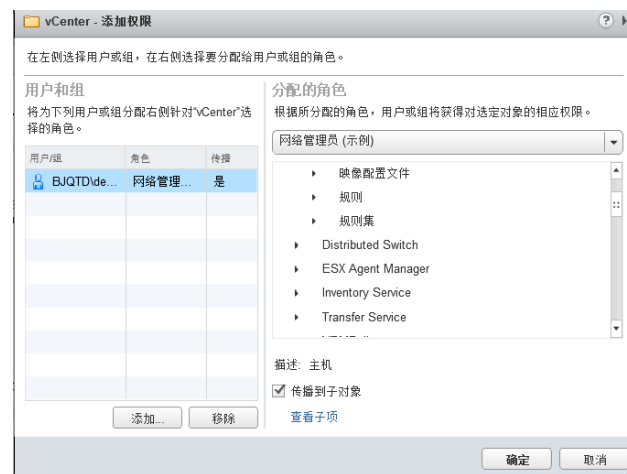 vCenter - 添加权限
在左侧选择用户或组，在右侧选择要分配给用户或组的角色。
用户和组
将为下列用户或组分配右侧针对“vCenter”选
择的角色。
用户/组 角色 传播
BJQTD\de... 网络管理... 是
添加... 移除
分配的角色
根据所分配的角色，用户或组将获得对选定对象的相应权限。
网络管理员 (示例)
映像配置文件
规则
规则集
Distributed Switch
ESX Agent Manager
Inventory Service
Transfer Service
描述: 主机
传播到子对象
查看子项
确定 取消